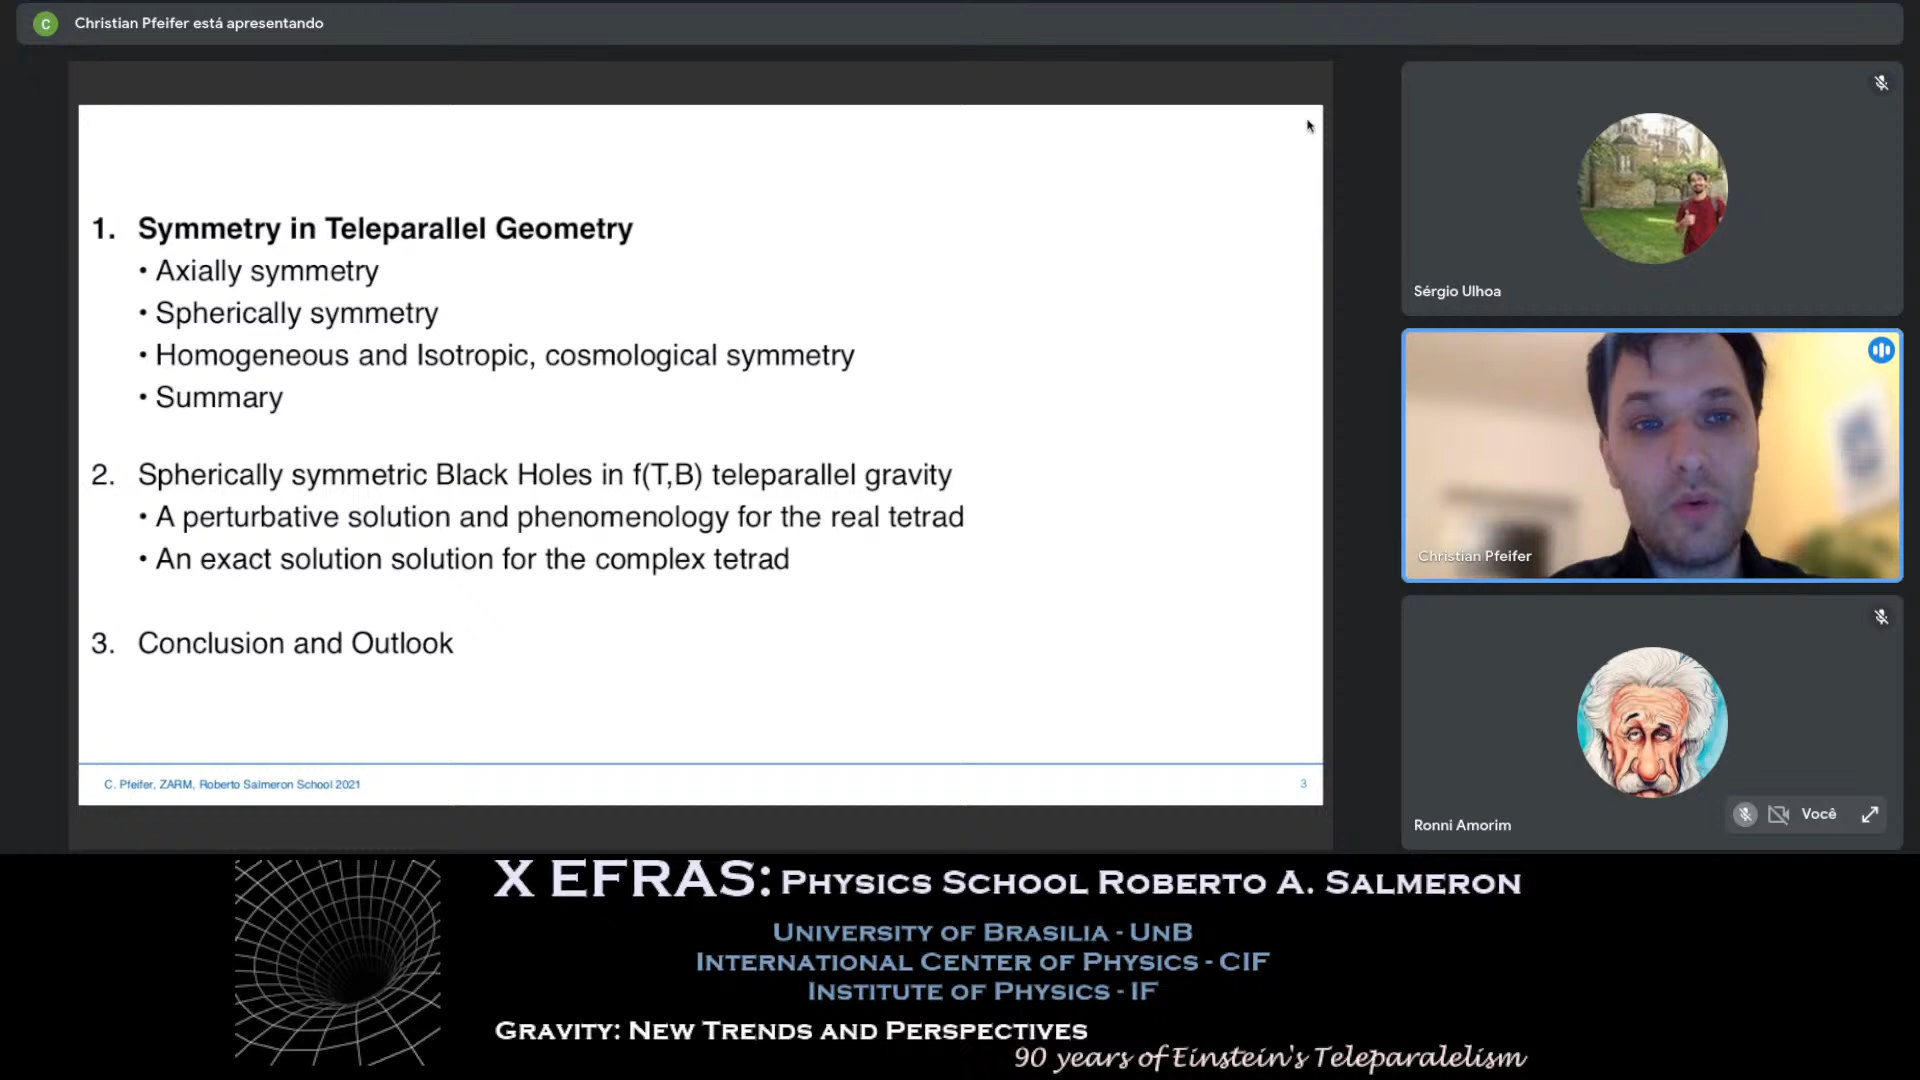 C Christian Pfeifer está apresentando
1. Symmetry in Teleparallel Geometry
• Axially symmetry
• Spherically symmetry
• Homogeneous and Isotropic, cosmological symmetry
• Summary
2. Spherically symmetric Black Holes in f(T,B) teleparallel gravity
• A perturbative solution and phenomenology for the real tetrad
• An exact solution solution for the complex tetrad
3. Conclusion and Outlook
C. Pfeifer, ZARM, Roberto Salmeron School 2021
3
Sérgio Ulhoa
Christian Pfeifer
Ronni Amorim
Você
X EFRAS: Physics School Roberto A. Salmeron
University of Brasilia - UnB
International Center of Physics - CIF
Institute of Physics - IF
Gravity: New Trends and Perspectives
90 years of Einstein's Teleparalelism